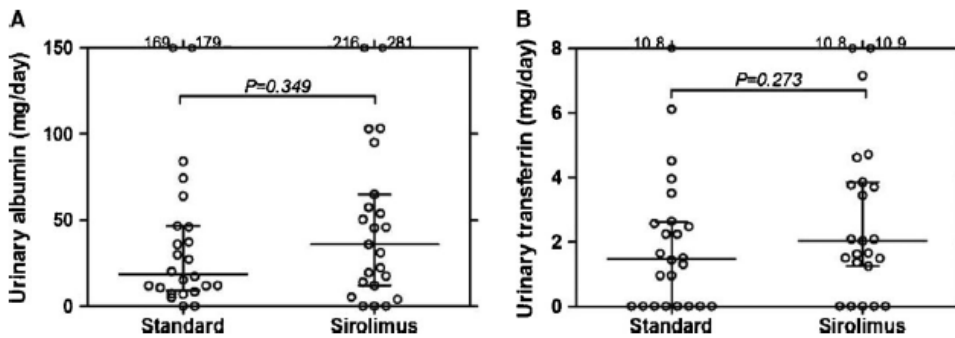 A
169 179
216 281
150
P=0.349
100
50
0
Urinary albumin (mg/day)
Standard Sirolimus
B
10.8
10.8 10.9
8
P=0.273
6
4
2
0
Urinary transferrin (mg/day)
Standard Sirolimus